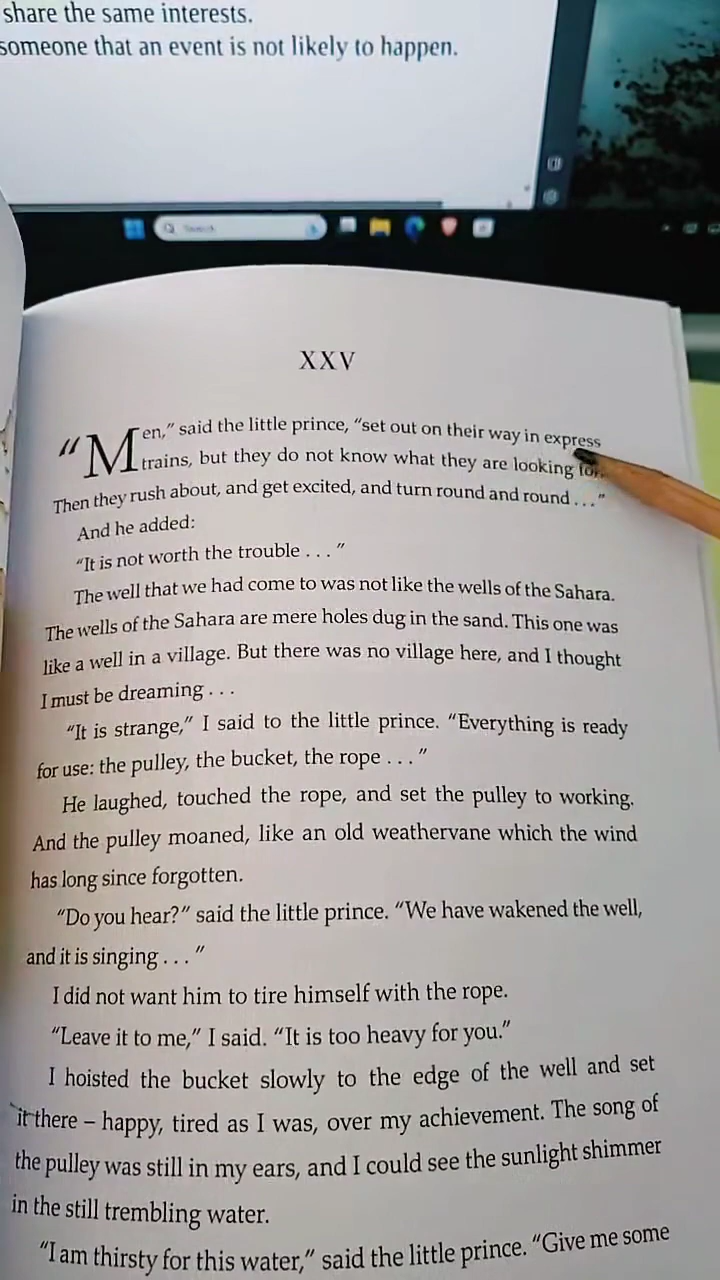 share the same interests.
someone that an event is not likely to happen.
Search
XXV
“Men,” said the little prince, “set out on their way in express
trains, but they do not know what they are looking for.
Then they rush about, and get excited, and turn round and round . . .”
And he added:
“It is not worth the trouble . . . ”
The well that we had come to was not like the wells of the Sahara.
The wells of the Sahara are mere holes dug in the sand. This one was
like a well in a village. But there was no village here, and I thought
I must be dreaming . . .
“It is strange,” I said to the little prince. “Everything is ready
for use: the pulley, the bucket, the rope . . . ”
He laughed, touched the rope, and set the pulley to working.
And the pulley moaned, like an old weathervane which the wind
has long since forgotten.
“Do you hear?” said the little prince. “We have wakened the well,
and it is singing . . . ”
I did not want him to tire himself with the rope.
“Leave it to me,” I said. “It is too heavy for you.”
I hoisted the bucket slowly to the edge of the well and set
it there – happy, tired as I was, over my achievement. The song of
the pulley was still in my ears, and I could see the sunlight shimmer
in the still trembling water.
“I am thirsty for this water,” said the little prince. “Give me some